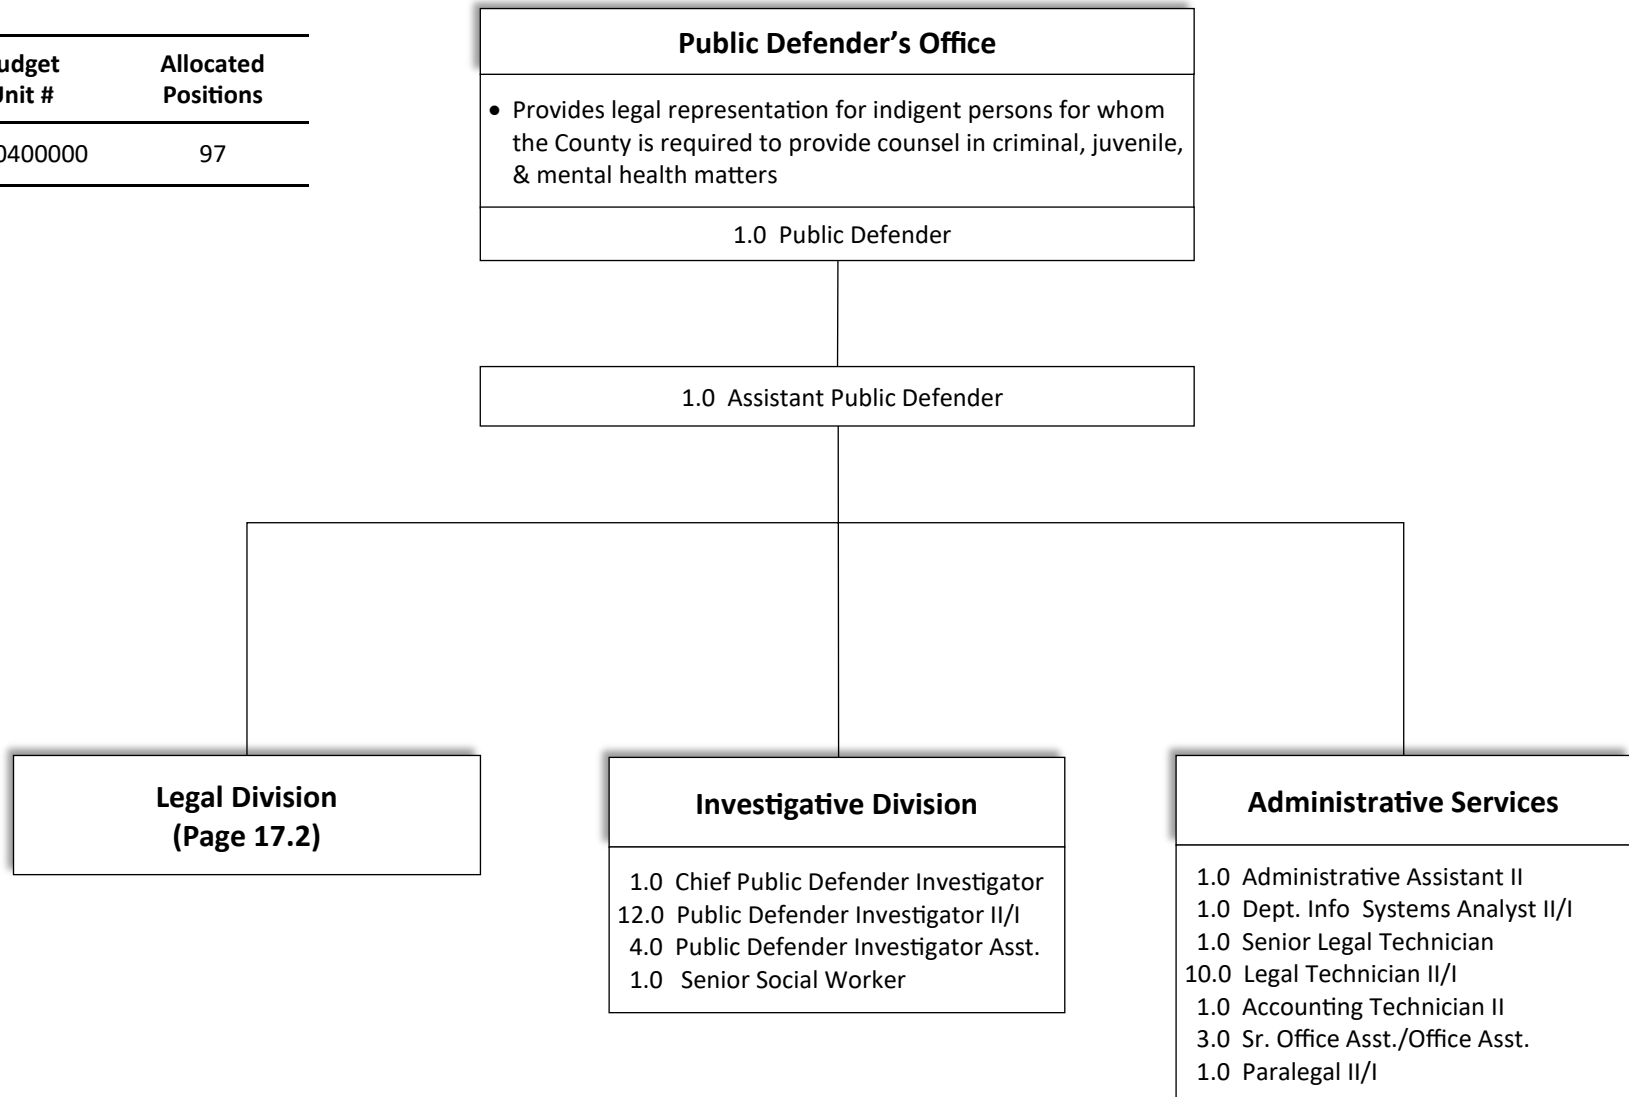 Allocated
Positions
97
Public Defender’s Office
• Provides legal representation for indigent persons for whom
the County is required to provide counsel in criminal, juvenile,
& mental health matters
1.0 Public Defender
1.0 Assistant Public Defender
Legal Division
(Page 17.2)
Investigative Division
1.0 Chief Public Defender Investigator
12.0 Public Defender Investigator II/I
4.0 Public Defender Investigator Asst.
1.0 Senior Social Worker
Administrative Services
1.0 Administrative Assistant II
1.0 Dept. Info Systems Analyst II/I
1.0 Senior Legal Technician
10.0 Legal Technician II/I
1.0 Accounting Technician II
3.0 Sr. Office Asst./Office Asst.
1.0 Paralegal II/I